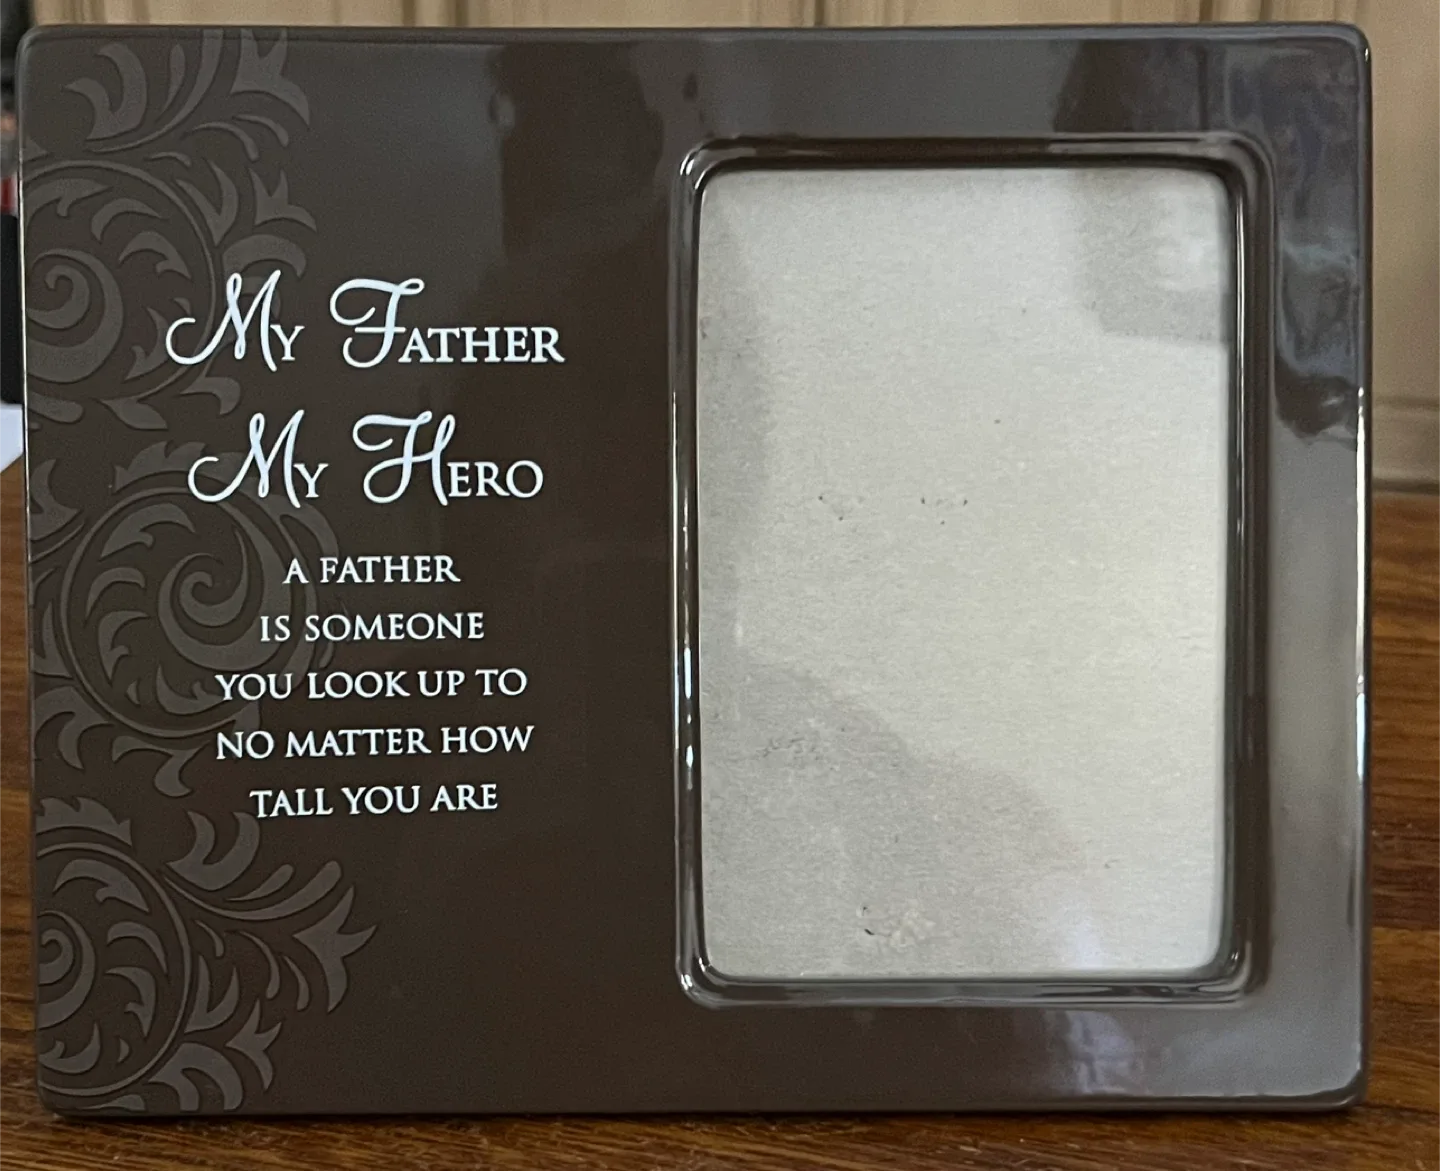 My Father
My Hero
A FATHER
IS SOMEONE
YOU LOOK UP TO
NO MATTER HOW
TALL YOU ARE